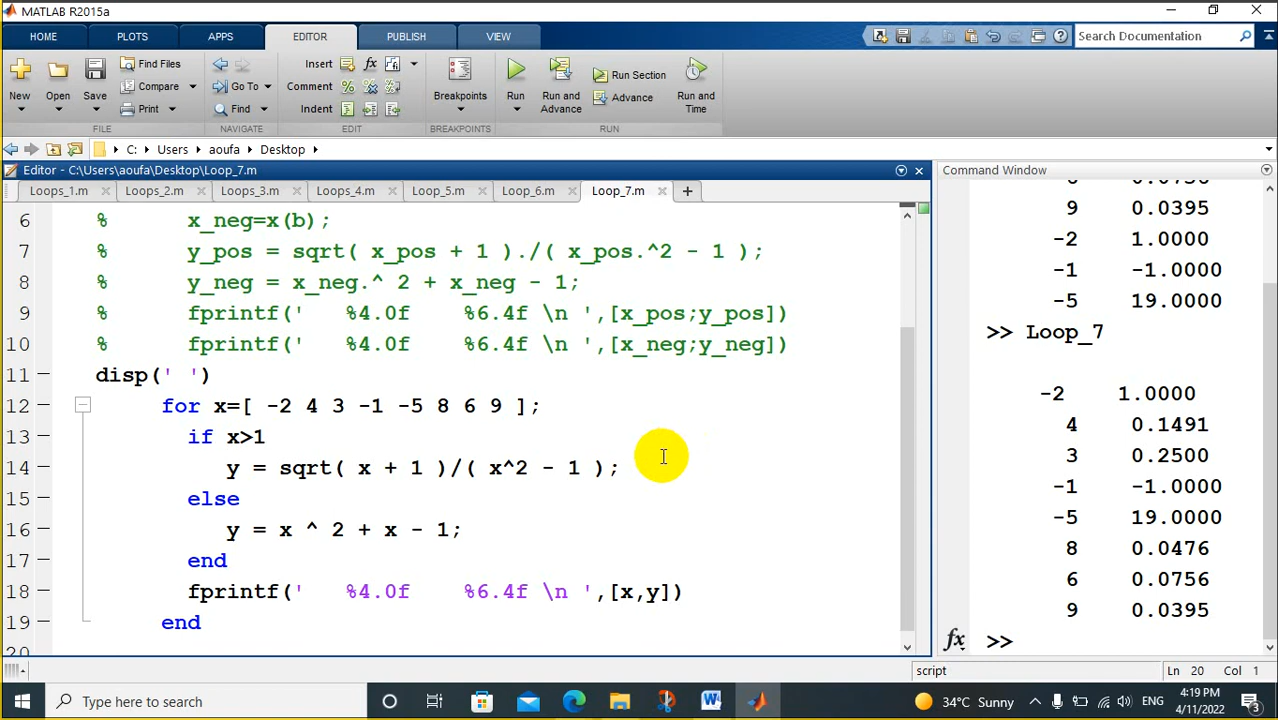 MATLAB R2015a
HOME PLOTS APPS EDITOR PUBLISH VIEW Search Documentation
New Open Save Find Files Compare Print Go To Find Insert fx Comment Indent Breakpoints Run Run and Advance Run Section Advance Run and Time
FILE NAVIGATE EDIT BREAKPOINTS RUN
C: Users aoufa Desktop
Editor - C:\Users\aoufa\Desktop\Loop_7.m
Loops_1.m Loops_2.m Loops_3.m Loops_4.m Loop_5.m Loop_6.m Loop_7.m +
6 % x_neg=x(b);
7 % y_pos = sqrt( x_pos + 1 )./( x_pos.^2 - 1 );
8 % y_neg = x_neg.^ 2 + x_neg - 1;
9 % fprintf('   %4.0f    %6.4f \n ',[x_pos;y_pos])
10 % fprintf('   %4.0f    %6.4f \n ',[x_neg;y_neg])
11 disp(' ')
12 for x=[ -2 4 3 -1 -5 8 6 9 ];
13 if x>1
14 y = sqrt( x + 1 )/( x^2 - 1 );
15 else
16 y = x ^ 2 + x - 1;
17 end
18 fprintf('   %4.0f    %6.4f \n ',[x,y])
19 end
20
Command Window
6 0.0756
9 0.0395
-2 1.0000
-1 -1.0000
-5 19.0000
>> Loop_7
-2 1.0000
4 0.1491
3 0.2500
-1 -1.0000
-5 19.0000
8 0.0476
6 0.0756
9 0.0395
fx >>
script Ln 20 Col 1
Type here to search
34°C Sunny ENG 4:19 PM
4/11/2022 3